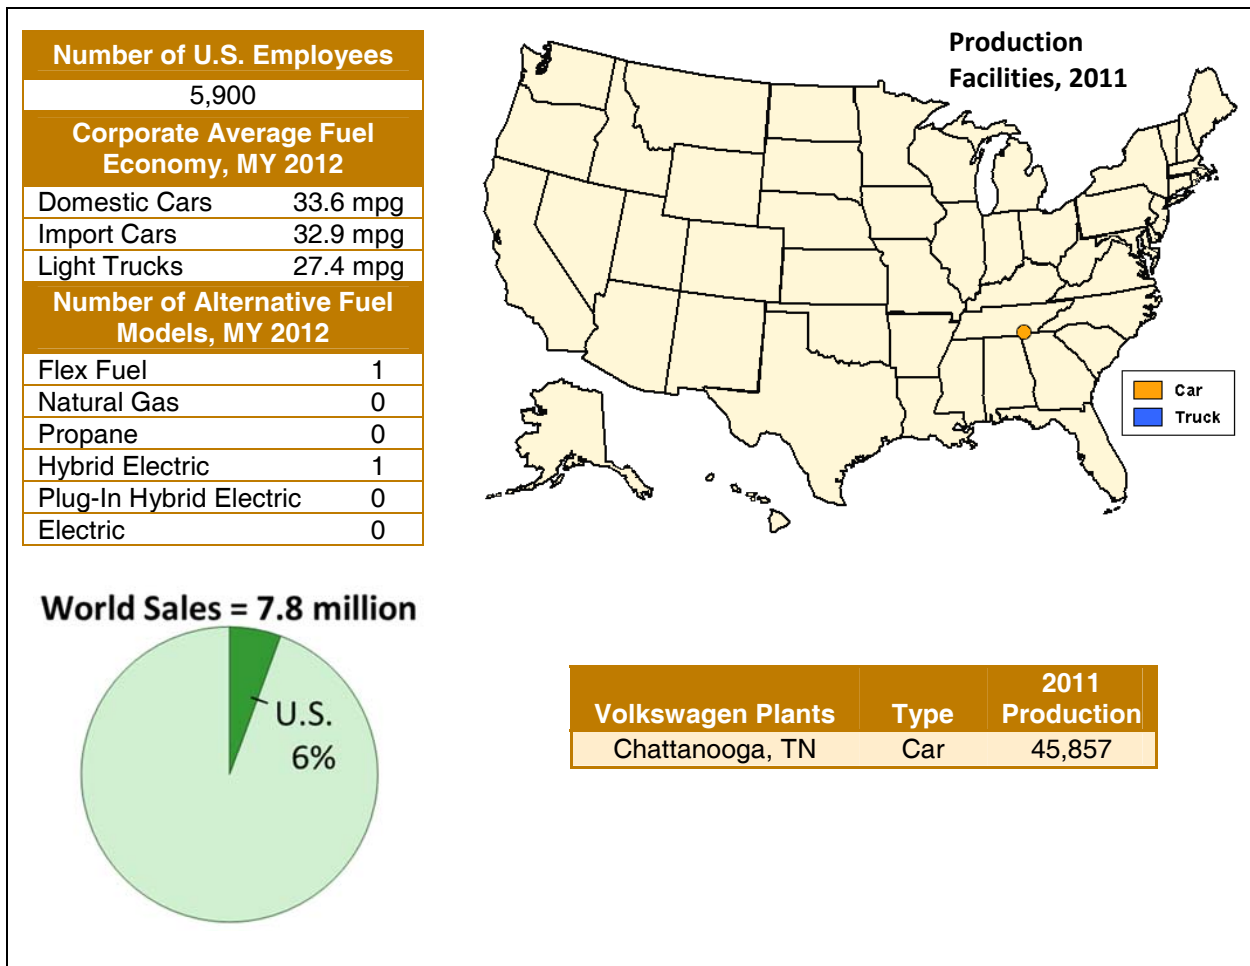 Number of U.S. Employees
5,900
Corporate Average Fuel
Economy, MY 2012
Domestic Cars 33.6 mpg
Import Cars 32.9 mpg
Light Trucks 27.4 mpg
Number of Alternative Fuel
Models, MY 2012
Flex Fuel 1
Natural Gas 0
Propane 0
Hybrid Electric 1
Plug-In Hybrid Electric 0
Electric 0
Production
Facilities, 2011
Car
Truck
World Sales = 7.8 million
U.S.
6%
Volkswagen Plants Type 2011
Production
Chattanooga, TN Car 45,857